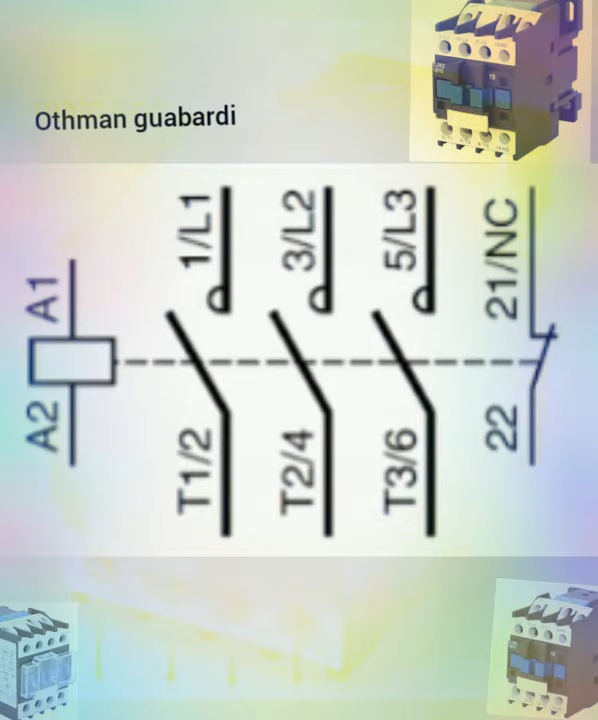 Othman guabardi
A1
1/L1
3/L2
5/L3
21/NC
A2
T1/2
T2/4
T3/6
22